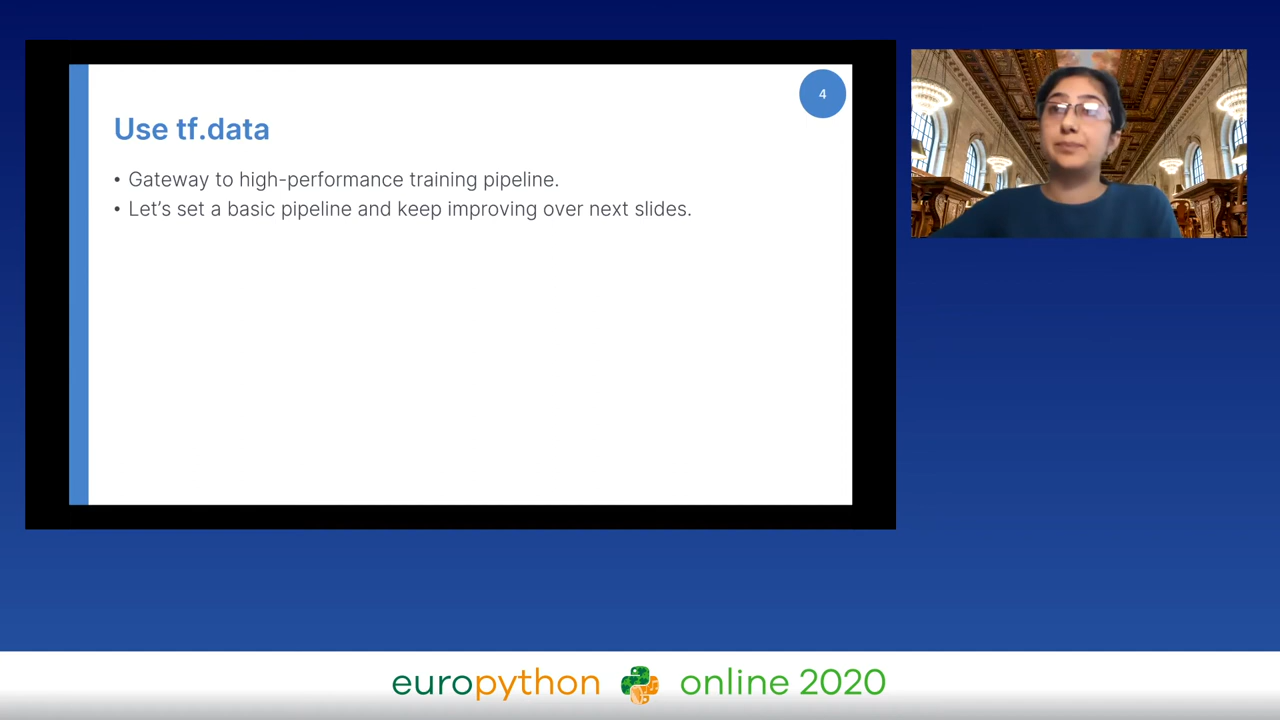 4
Use tf.data
• Gateway to high-performance training pipeline.
• Let's set a basic pipeline and keep improving over next slides.
europython online 2020